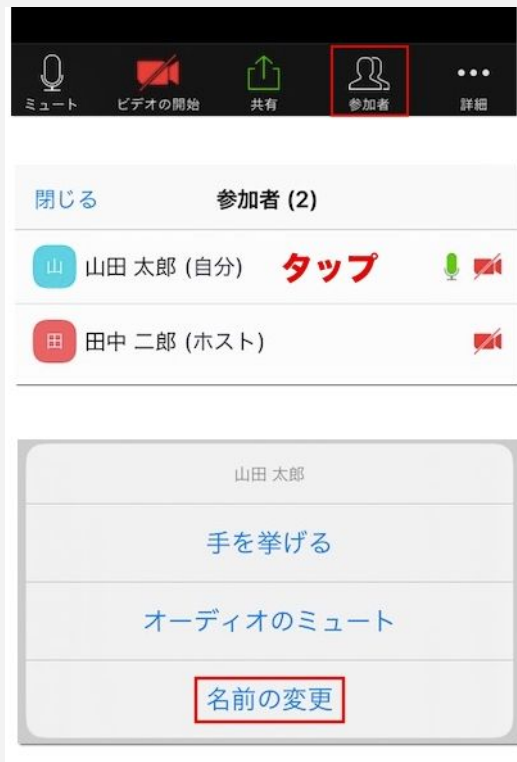 ミュート ビデオの開始 共有 参加者 詳細
閉じる 参加者 (2)
山 山田 太郎 (自分) タップ
田 田中 二郎 (ホスト)
山田 太郎
手を挙げる
オーディオのミュート
名前の変更